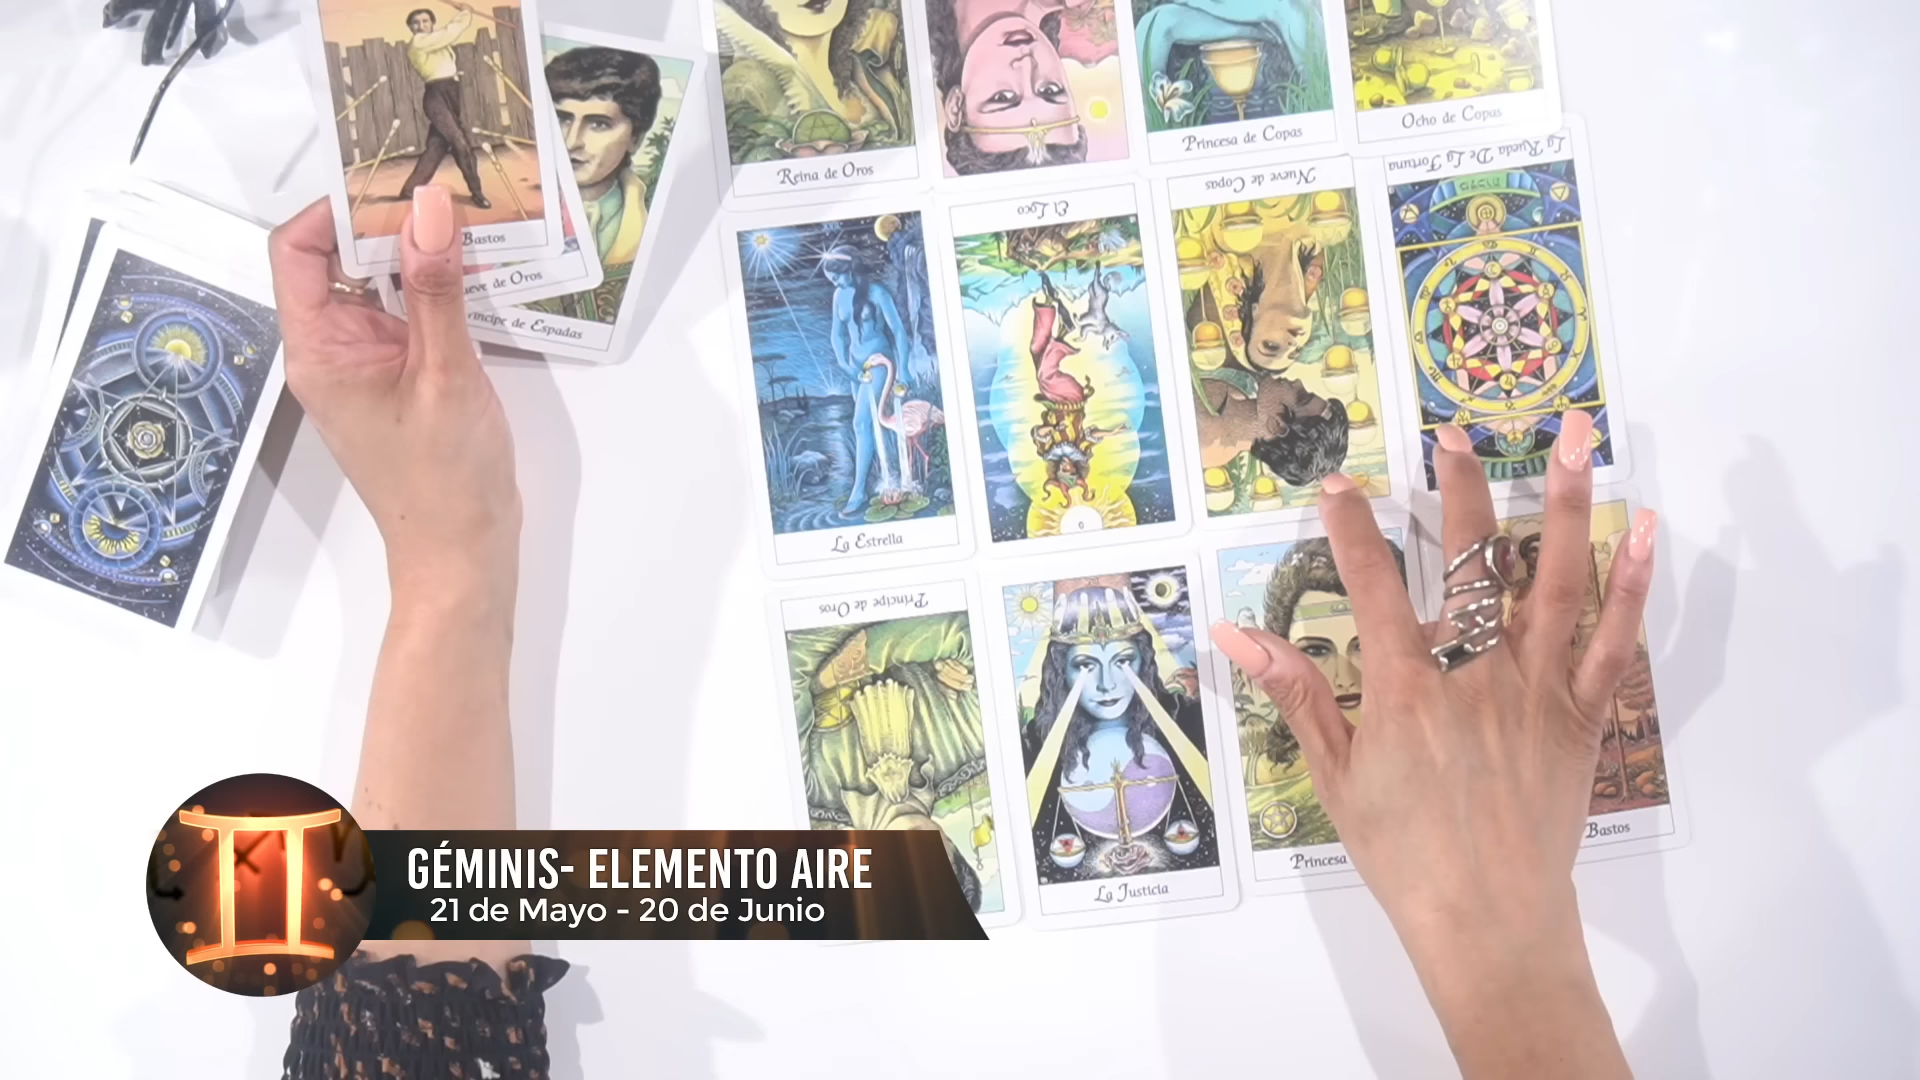 Bastos
ueve de Oros
ríncipe de Espadas
Reina de Oros
Princesa de Copas
Ocho de Copas
La Estrella
El Loco
0
Nueve de Copas
La Rueda De La Fortuna
Príncipe de Oros
La Justicia
Princesa
Bastos
GÉMINIS- ELEMENTO AIRE
21 de Mayo - 20 de Junio